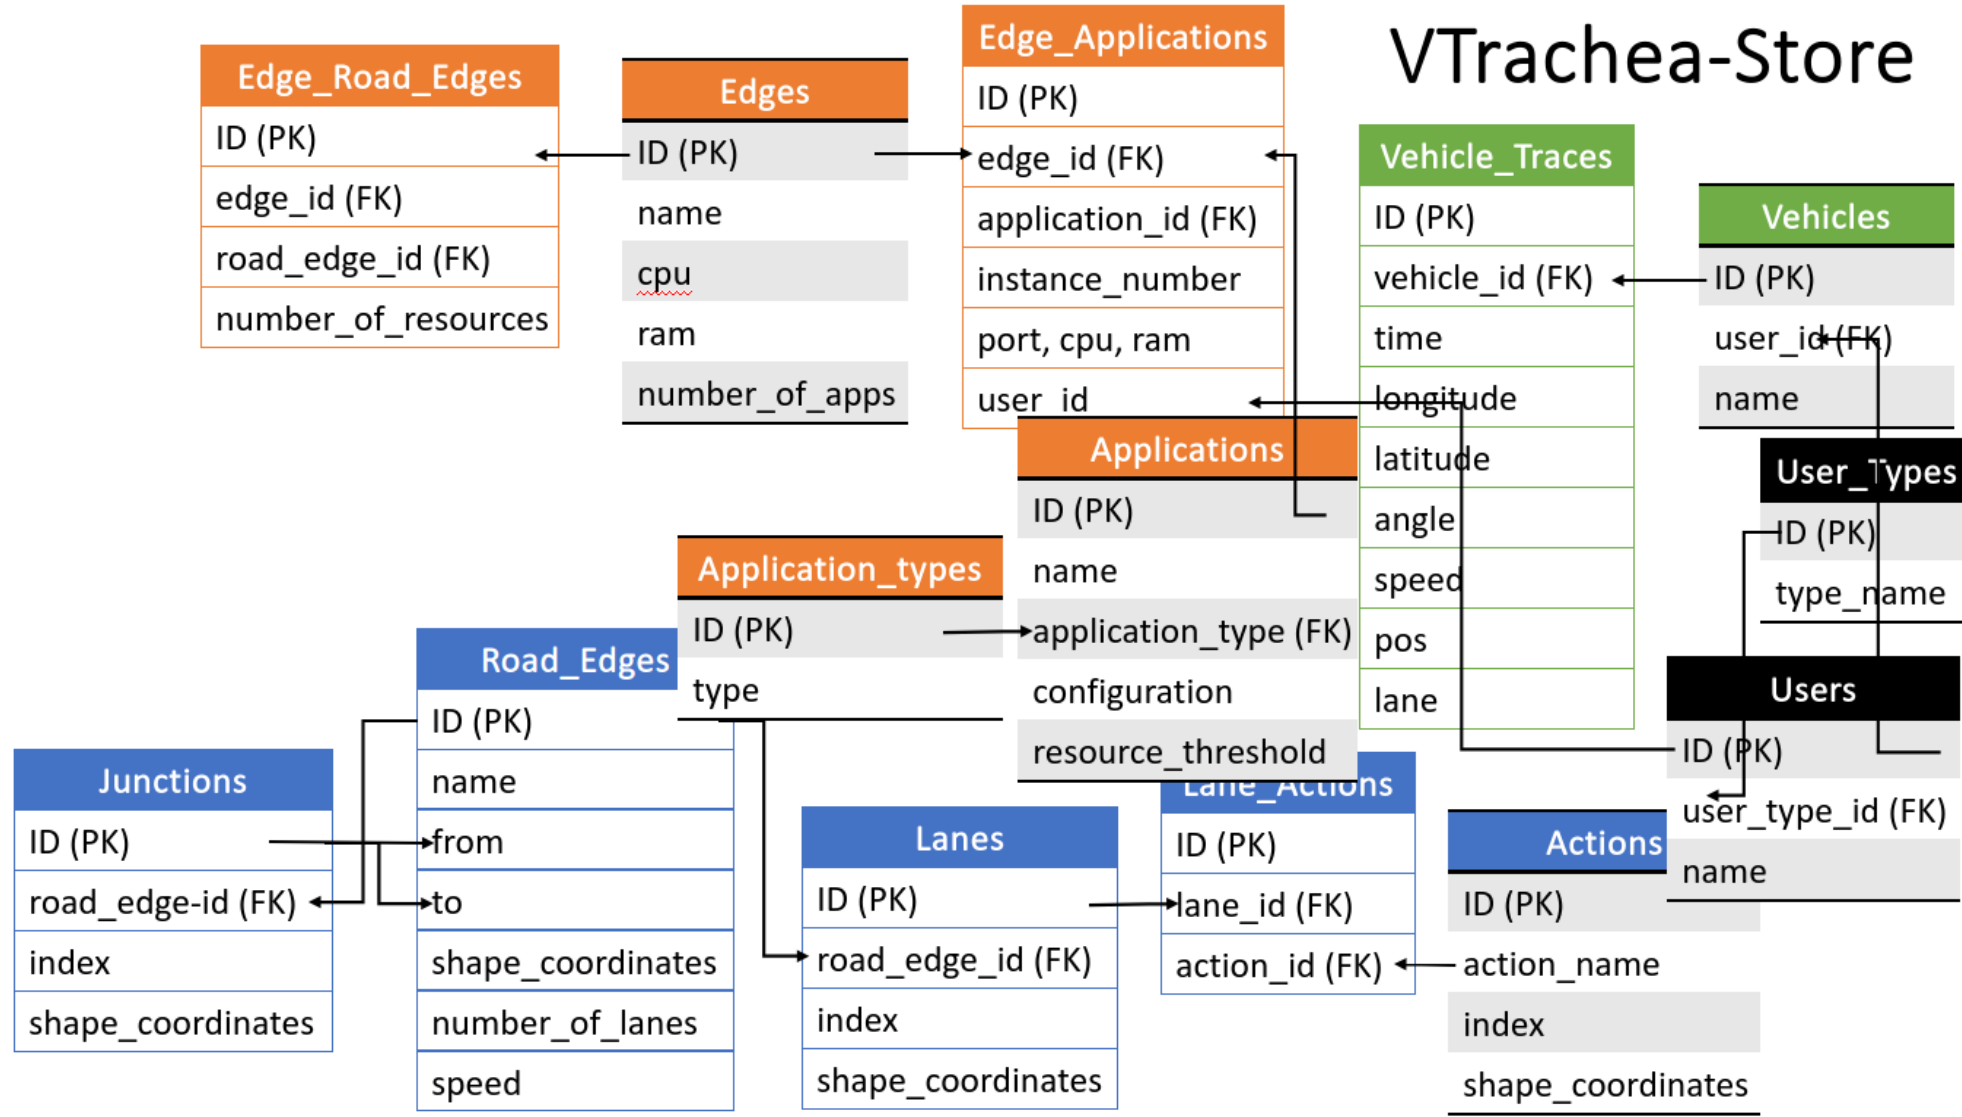 VTrachea-Store
Edge_Road_Edges
ID (PK)
edge_id (FK)
road_edge_id (FK)
number_of_resources
Edges
ID (PK)
name
cpu
ram
number_of_apps
Edge_Applications
ID (PK)
edge_id (FK)
application_id (FK)
instance_number
port, cpu, ram
user_id
Vehicle_Traces
ID (PK)
vehicle_id (FK)
time
longitude
latitude
angle
speed
pos
lane
Vehicles
ID (PK)
user_id (FK)
name
User_Types
ID (PK)
type_name
Users
ID (PK)
user_type_id (FK)
name
Applications
ID (PK)
name
application_type (FK)
configuration
resource_threshold
Application_types
ID (PK)
type
Road_Edges
ID (PK)
name
from
to
shape_coordinates
number_of_lanes
speed
Junctions
ID (PK)
road_edge-id (FK)
index
shape_coordinates
Lanes
ID (PK)
road_edge_id (FK)
index
shape_coordinates
Lane_Actions
ID (PK)
lane_id (FK)
action_id (FK)
Actions
ID (PK)
action_name
index
shape_coordinates